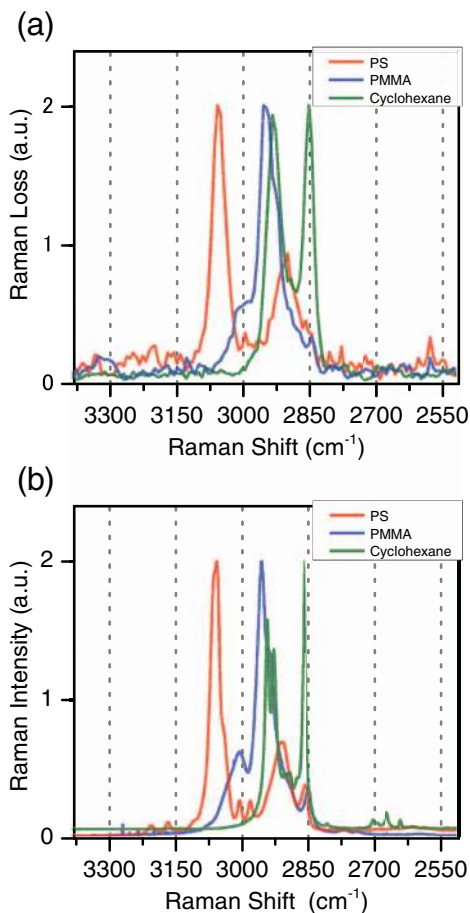 (a)
PS
PMMA
Cyclohexane
2
1
0
Raman Loss (a.u.)
3300 3150 3000 2850 2700 2550
Raman Shift (cm⁻¹)
(b)
PS
PMMA
Cyclohexane
2
1
0
Raman Intensity (a.u.)
3300 3150 3000 2850 2700 2550
Raman Shift (cm⁻¹)